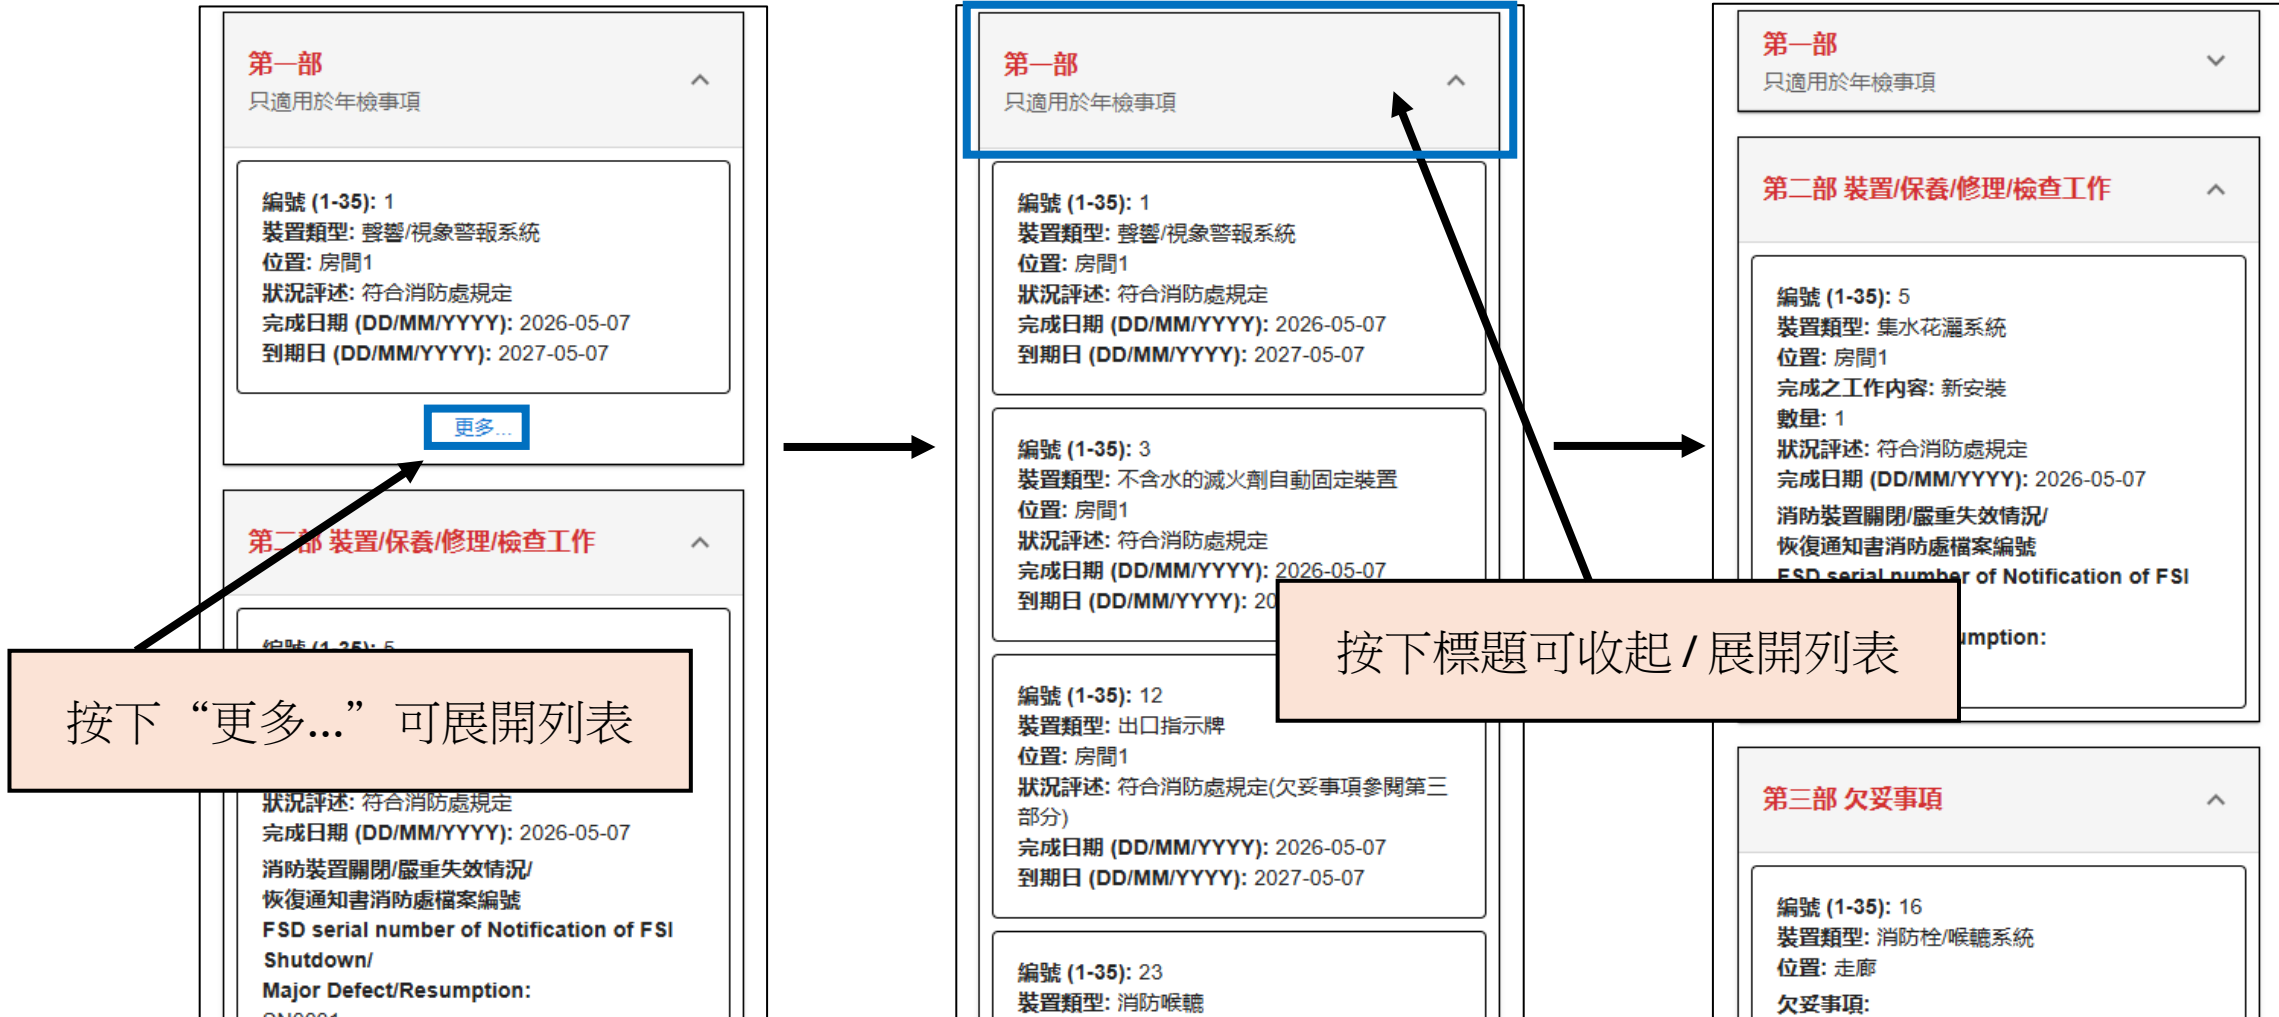 第一部
只適用於年檢事項
編號 (1-35): 1
裝置類型: 聲響/視象警報系統
位置: 房間1
狀況評述: 符合消防處規定
完成日期 (DD/MM/YYYY): 2026-05-07
到期日 (DD/MM/YYYY): 2027-05-07
更多...
第二部 裝置/保養/修理/檢查工作
編號 (1-35): 5
按下“更多...”可展開列表
狀況評述: 符合消防處規定
完成日期 (DD/MM/YYYY): 2026-05-07
消防裝置關閉/嚴重失效情況/
恢復通知書消防處檔案編號
FSD serial number of Notification of FSI
Shutdown/
Major Defect/Resumption:
第一部
只適用於年檢事項
編號 (1-35): 1
裝置類型: 聲響/視象警報系統
位置: 房間1
狀況評述: 符合消防處規定
完成日期 (DD/MM/YYYY): 2026-05-07
到期日 (DD/MM/YYYY): 2027-05-07
編號 (1-35): 3
裝置類型: 不含水的滅火劑自動固定裝置
位置: 房間1
狀況評述: 符合消防處規定
完成日期 (DD/MM/YYYY): 2026-05-07
到期日 (DD/MM/YYYY): 20
按下標題可收起 / 展開列表
編號 (1-35): 12
裝置類型: 出口指示牌
位置: 房間1
狀況評述: 符合消防處規定(欠妥事項參閱第三
部分)
完成日期 (DD/MM/YYYY): 2026-05-07
到期日 (DD/MM/YYYY): 2027-05-07
編號 (1-35): 23
裝置類型: 消防喉轆
第一部
只適用於年檢事項
第二部 裝置/保養/修理/檢查工作
編號 (1-35): 5
裝置類型: 集水花灑系統
位置: 房間1
完成之工作內容: 新安裝
數量: 1
狀況評述: 符合消防處規定
完成日期 (DD/MM/YYYY): 2026-05-07
消防裝置關閉/嚴重失效情況/
恢復通知書消防處檔案編號
FSD serial number of Notification of FSI
umption:
第三部 欠妥事項
編號 (1-35): 16
裝置類型: 消防栓/喉轆系統
位置: 走廊
欠妥事項: